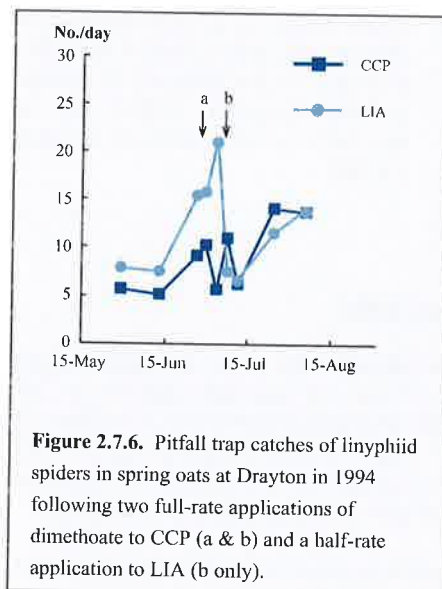 No./day
30
25
20
15
10
5
0
a
b
CCP
LIA
15-May
15-Jun
15-Jul
15-Aug
Figure 2.7.6. Pitfall trap catches of linyphiid
spiders in spring oats at Drayton in 1994
following two full-rate applications of
dimethoate to CCP (a & b) and a half-rate
application to LIA (b only).